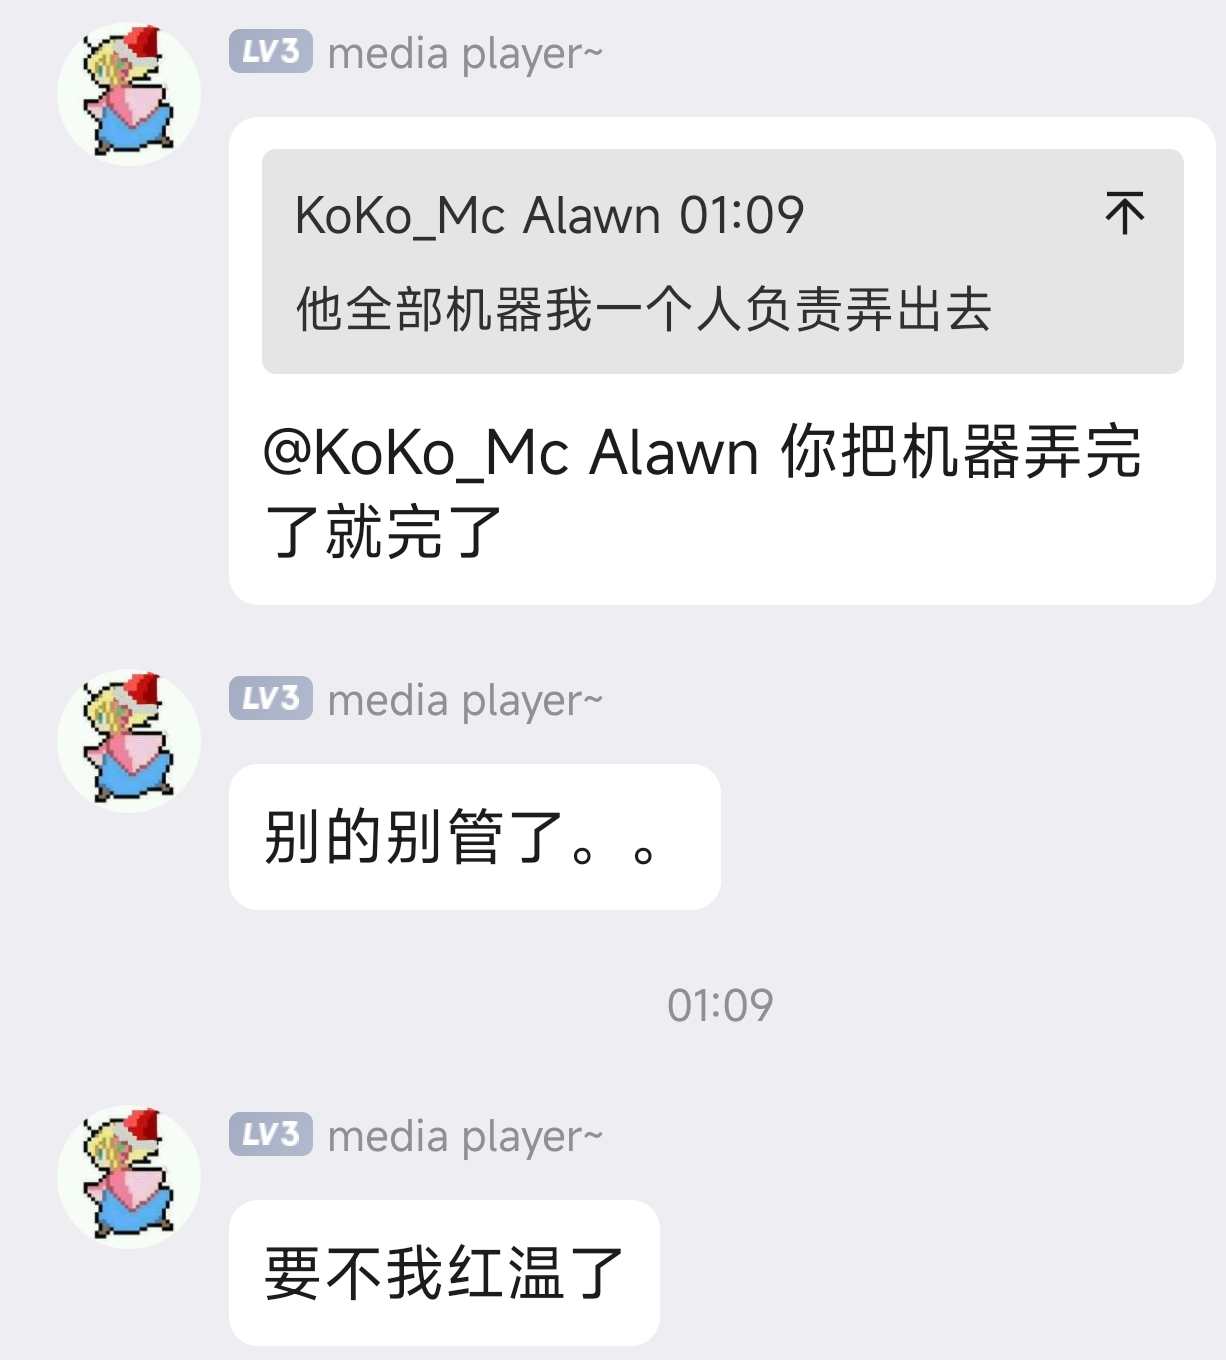 LV3 media player~
KoKo_Mc Alawn 01:09
他全部机器我一个人负责弄出去
@KoKo_Mc Alawn 你把机器弄完
了就完了
LV3 media player~
别的别管了。。
01:09
LV3 media player~
要不我红温了